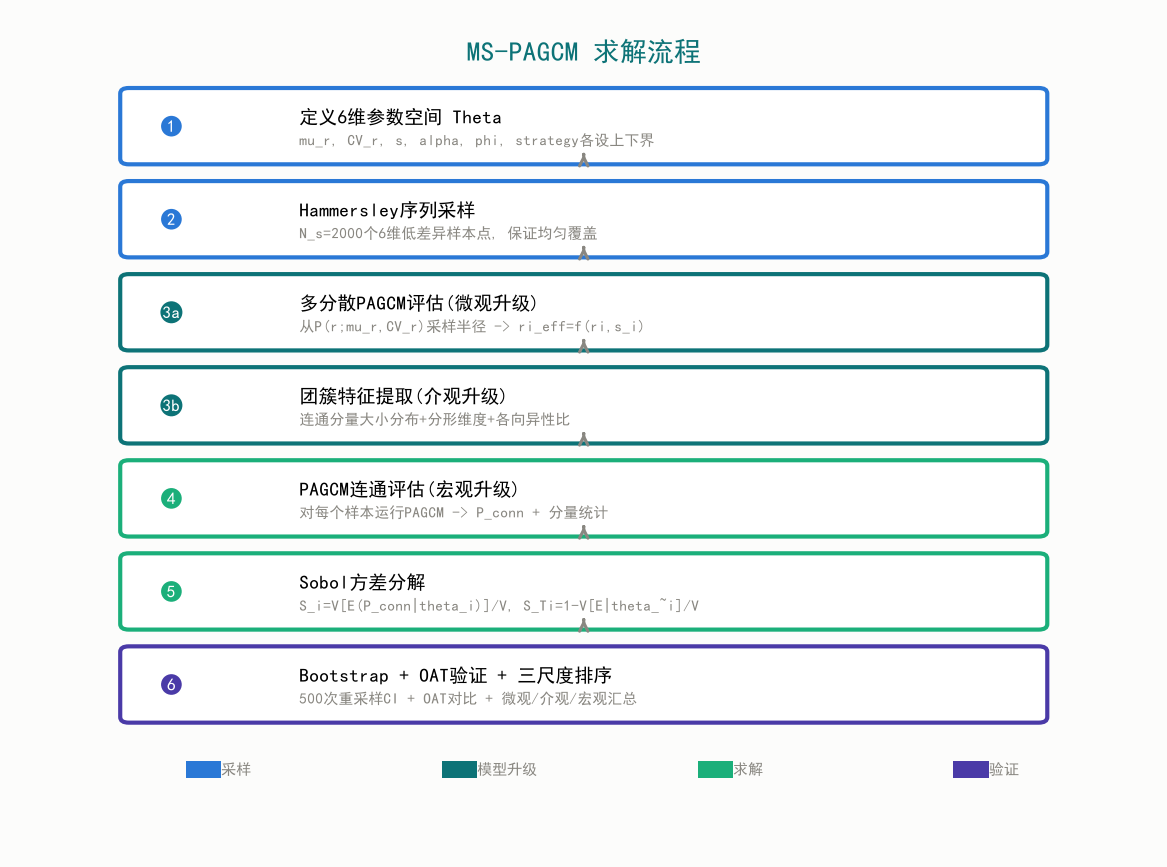 MS-PAGCM 求解流程
1
定义6维参数空间 Theta
mu_r, CV_r, s, alpha, phi, strategy各设上下界
2
Hammersley序列采样
N_s=2000个6维低差异样本点, 保证均匀覆盖
3a
多分散PAGCM评估(微观升级)
从P(r;mu_r,CV_r)采样半径 -> ri_eff=f(ri,s_i)
3b
团簇特征提取(介观升级)
连通分量大小分布+分形维度+各向异性比
4
PAGCM连通评估(宏观升级)
对每个样本运行PAGCM -> P_conn + 分量统计
5
Sobol方差分解
S_i=V[E(P_conn|theta_i)]/V, S_Ti=1-V[E|theta_~i]/V
6
Bootstrap + OAT验证 + 三尺度排序
500次重采样CI + OAT对比 + 微观/介观/宏观汇总
采样 模型升级 求解 验证